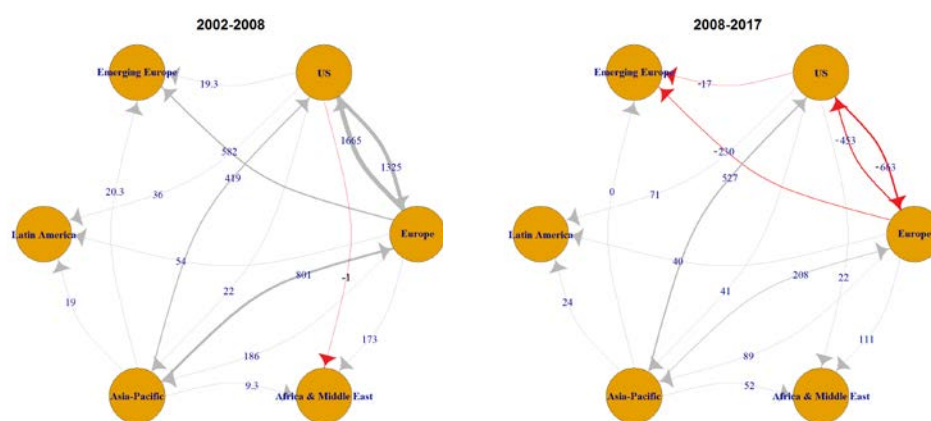 2002-2008
Emerging Europe
US
19.3
1665
582
1325
419
20.3
36
Latin America
Europe
54
801
-1
22
19
173
186
9.3
Asia-Pacific
Africa & Middle East
2008-2017
Emerging Europe
US
-17
-453
-230
-663
527
0
71
Latin America
Europe
40
208
22
41
24
111
89
52
Asia-Pacific
Africa & Middle East